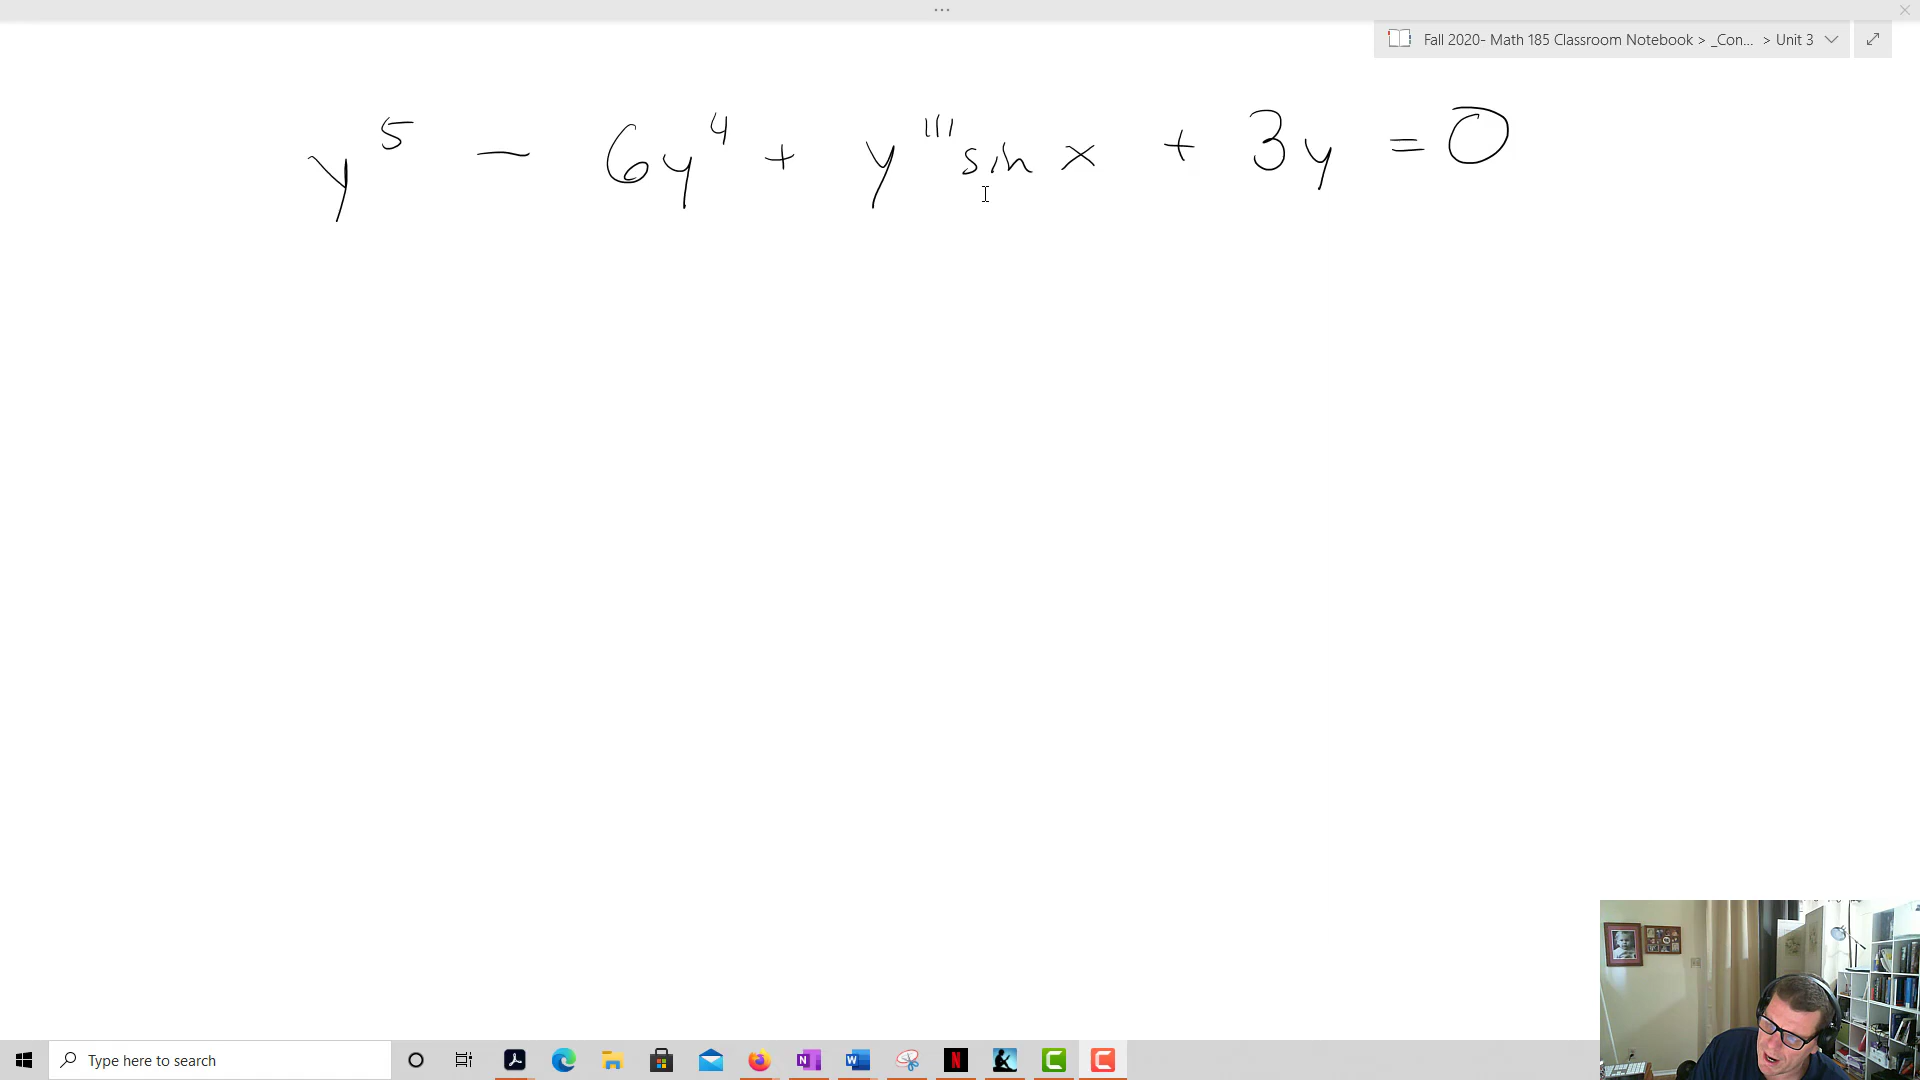 ...
Fall 2020- Math 185 Classroom Notebook > _Con... > Unit 3
y⁵ - 6y⁴ + y''' sin x + 3y = 0
Type here to search